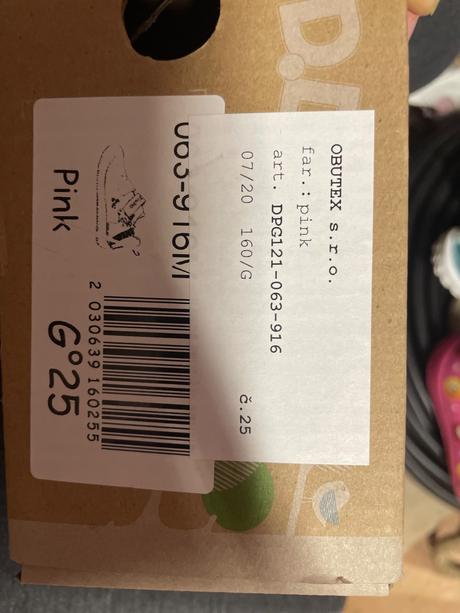 D.D
OBUTEX s.r.o.
far.: pink
art. DPG121-063-916
07/20 160/G
č.25
063-916M
Pink
G°25
2 030639 160255